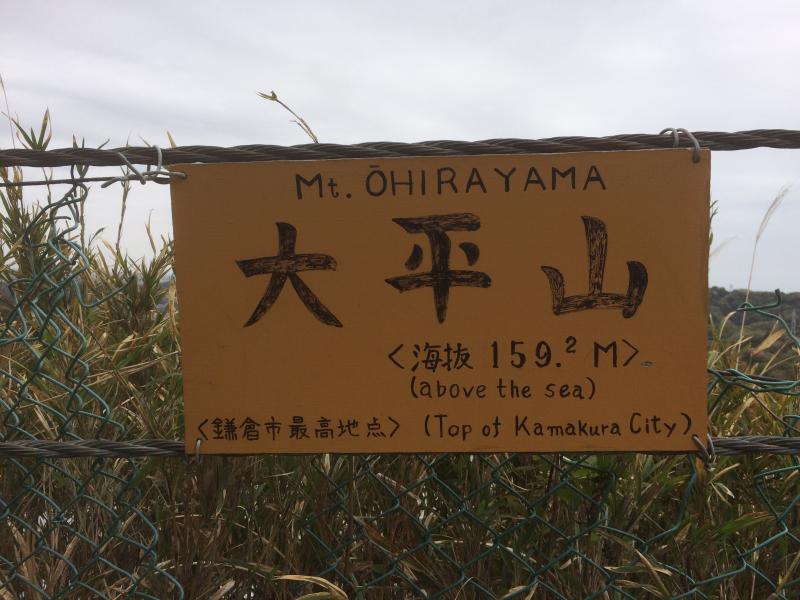 Mt. ŌHIRAYAMA
大平山
<海抜 159.² M>
(above the sea)
<鎌倉市最高地点> (Top of Kamakura City)